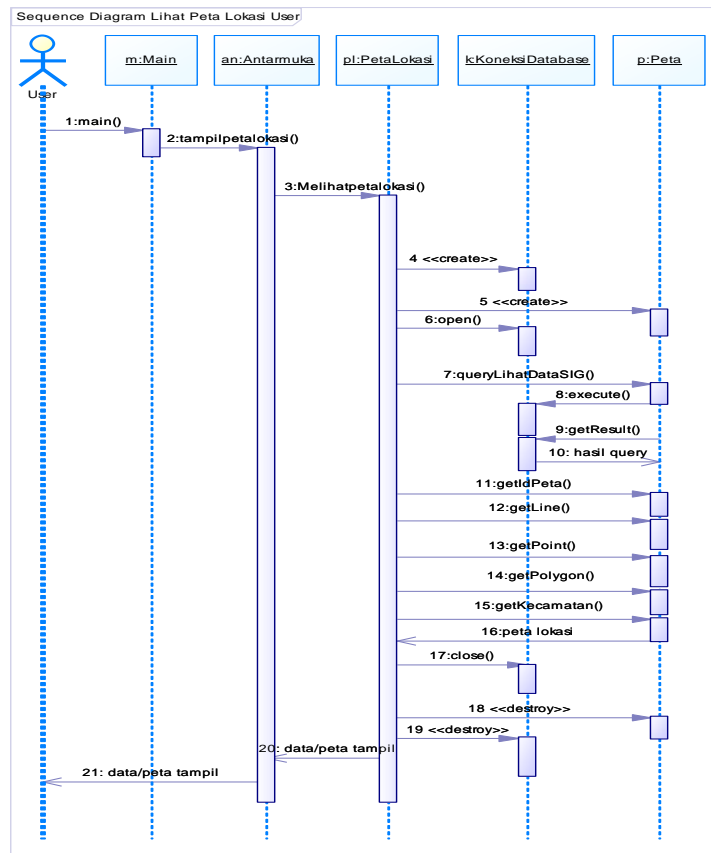 Sequence Diagram Lihat Peta Lokasi User
m:Main
an:Antarmuka
pl:PetaLokasi
k:KoneksiDatabase
p:Peta
User
1:main()
2:tampilpetalokasi()
3:Melihatpetalokasi()
4 <<create>>
5 <<create>>
6:open()
7:queryLihatDataSIG()
8:execute()
9:getResult()
10: hasil query
11:getIdPeta()
12:getLine()
13:getPoint()
14:getPolygon()
15:getKecamatan()
16:peta lokasi
17:close()
18 <<destroy>>
19 <<destroy>>
20: data/peta tampil
21: data/peta tampil